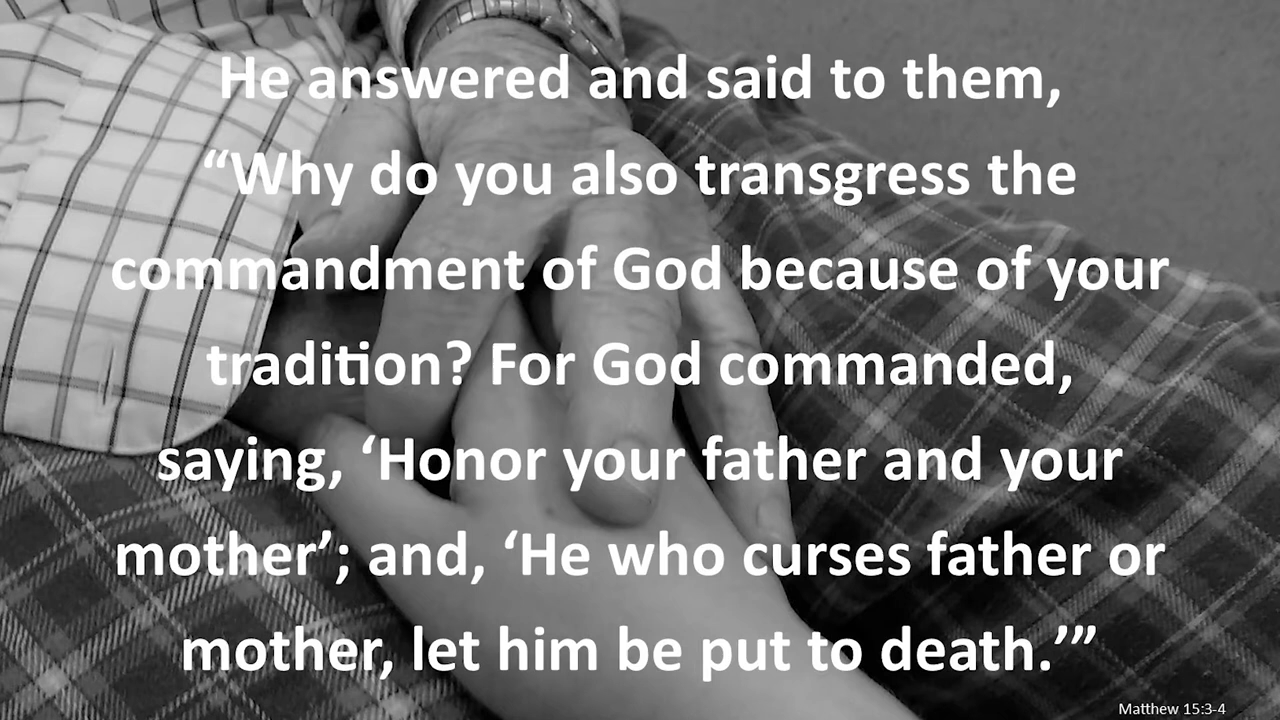 He answered and said to them,
“Why do you also transgress the
commandment of God because of your
tradition? For God commanded,
saying, ‘Honor your father and your
mother’; and, ‘He who curses father or
mother, let him be put to death.’”
Matthew 15:3-4